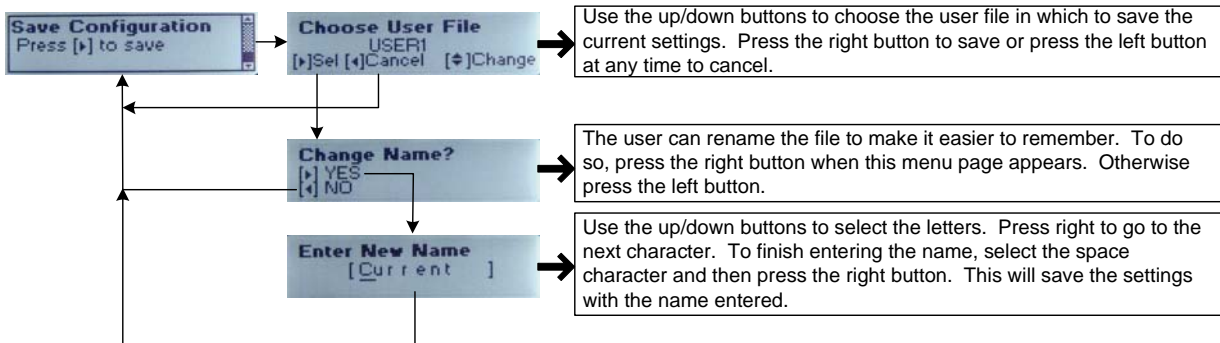 Save Configuration
Press [▸] to save
Choose User File
USER1
[▸]Sel [◂]Cancel [♦]Change
Use the up/down buttons to choose the user file in which to save the
current settings. Press the right button to save or press the left button
at any time to cancel.
Change Name?
[▸] YES
[◂] NO
The user can rename the file to make it easier to remember. To do
so, press the right button when this menu page appears. Otherwise
press the left button.
Enter New Name
[Current ]
Use the up/down buttons to select the letters. Press right to go to the
next character. To finish entering the name, select the space
character and then press the right button. This will save the settings
with the name entered.